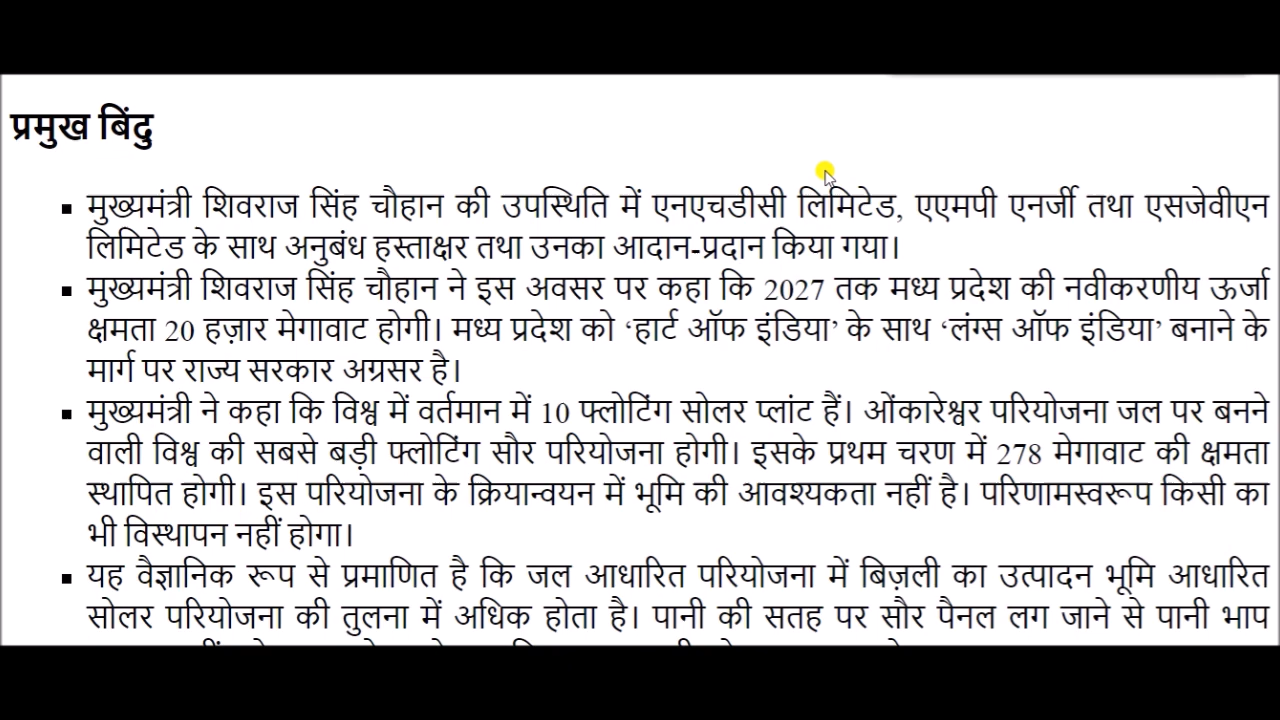 प्रमुख बिंदु
▪ मुख्यमंत्री शिवराज सिंह चौहान की उपस्थिति में एनएचडीसी लिमिटेड, एएमपी एनर्जी तथा एसजेवीएन
लिमिटेड के साथ अनुबंध हस्ताक्षर तथा उनका आदान-प्रदान किया गया।
▪ मुख्यमंत्री शिवराज सिंह चौहान ने इस अवसर पर कहा कि 2027 तक मध्य प्रदेश की नवीकरणीय ऊर्जा
क्षमता 20 हज़ार मेगावाट होगी। मध्य प्रदेश को ‘हार्ट ऑफ इंडिया’ के साथ ‘लंग्स ऑफ इंडिया’ बनाने के
मार्ग पर राज्य सरकार अग्रसर है।
▪ मुख्यमंत्री ने कहा कि विश्व में वर्तमान में 10 फ्लोटिंग सोलर प्लांट हैं। ओंकारेश्वर परियोजना जल पर बनने
वाली विश्व की सबसे बड़ी फ्लोटिंग सौर परियोजना होगी। इसके प्रथम चरण में 278 मेगावाट की क्षमता
स्थापित होगी। इस परियोजना के क्रियान्वयन में भूमि की आवश्यकता नहीं है। परिणामस्वरूप किसी का
भी विस्थापन नहीं होगा।
▪ यह वैज्ञानिक रूप से प्रमाणित है कि जल आधारित परियोजना में बिज़ली का उत्पादन भूमि आधारित
सोलर परियोजना की तुलना में अधिक होता है। पानी की सतह पर सौर पैनल लग जाने से पानी भाप